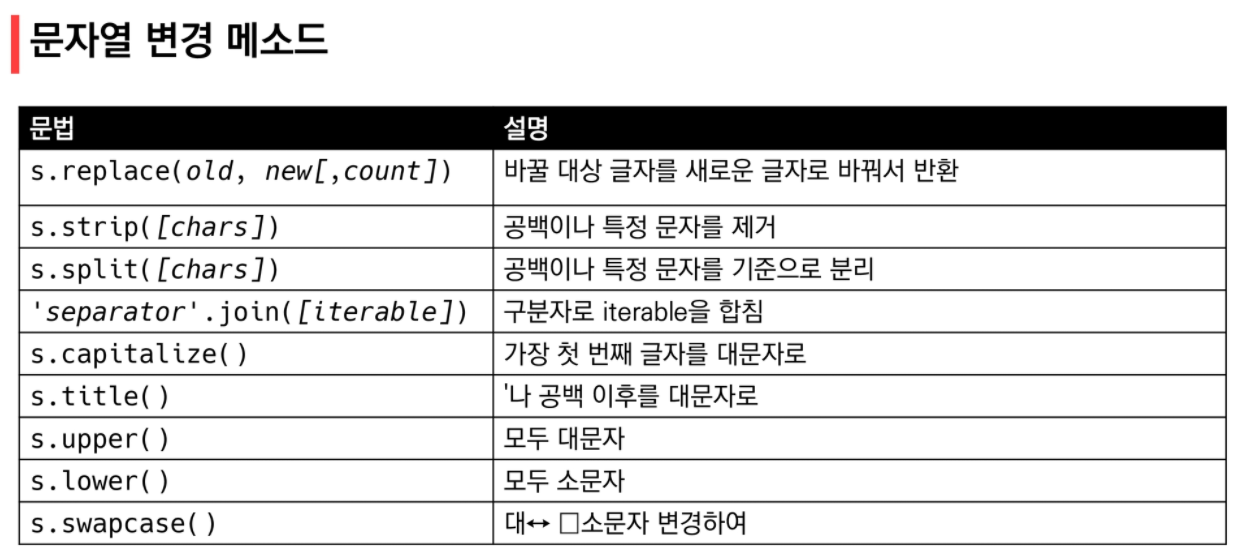 문자열 변경 메소드
문법 설명
s.replace(old, new[,count]) 바꿀 대상 글자를 새로운 글자로 바꿔서 반환
s.strip([chars]) 공백이나 특정 문자를 제거
s.split([chars]) 공백이나 특정 문자를 기준으로 분리
'separator'.join([iterable]) 구분자로 iterable을 합침
s.capitalize() 가장 첫 번째 글자를 대문자로
s.title() '나 공백 이후를 대문자로
s.upper() 모두 대문자
s.lower() 모두 소문자
s.swapcase() 대↔ □소문자 변경하여